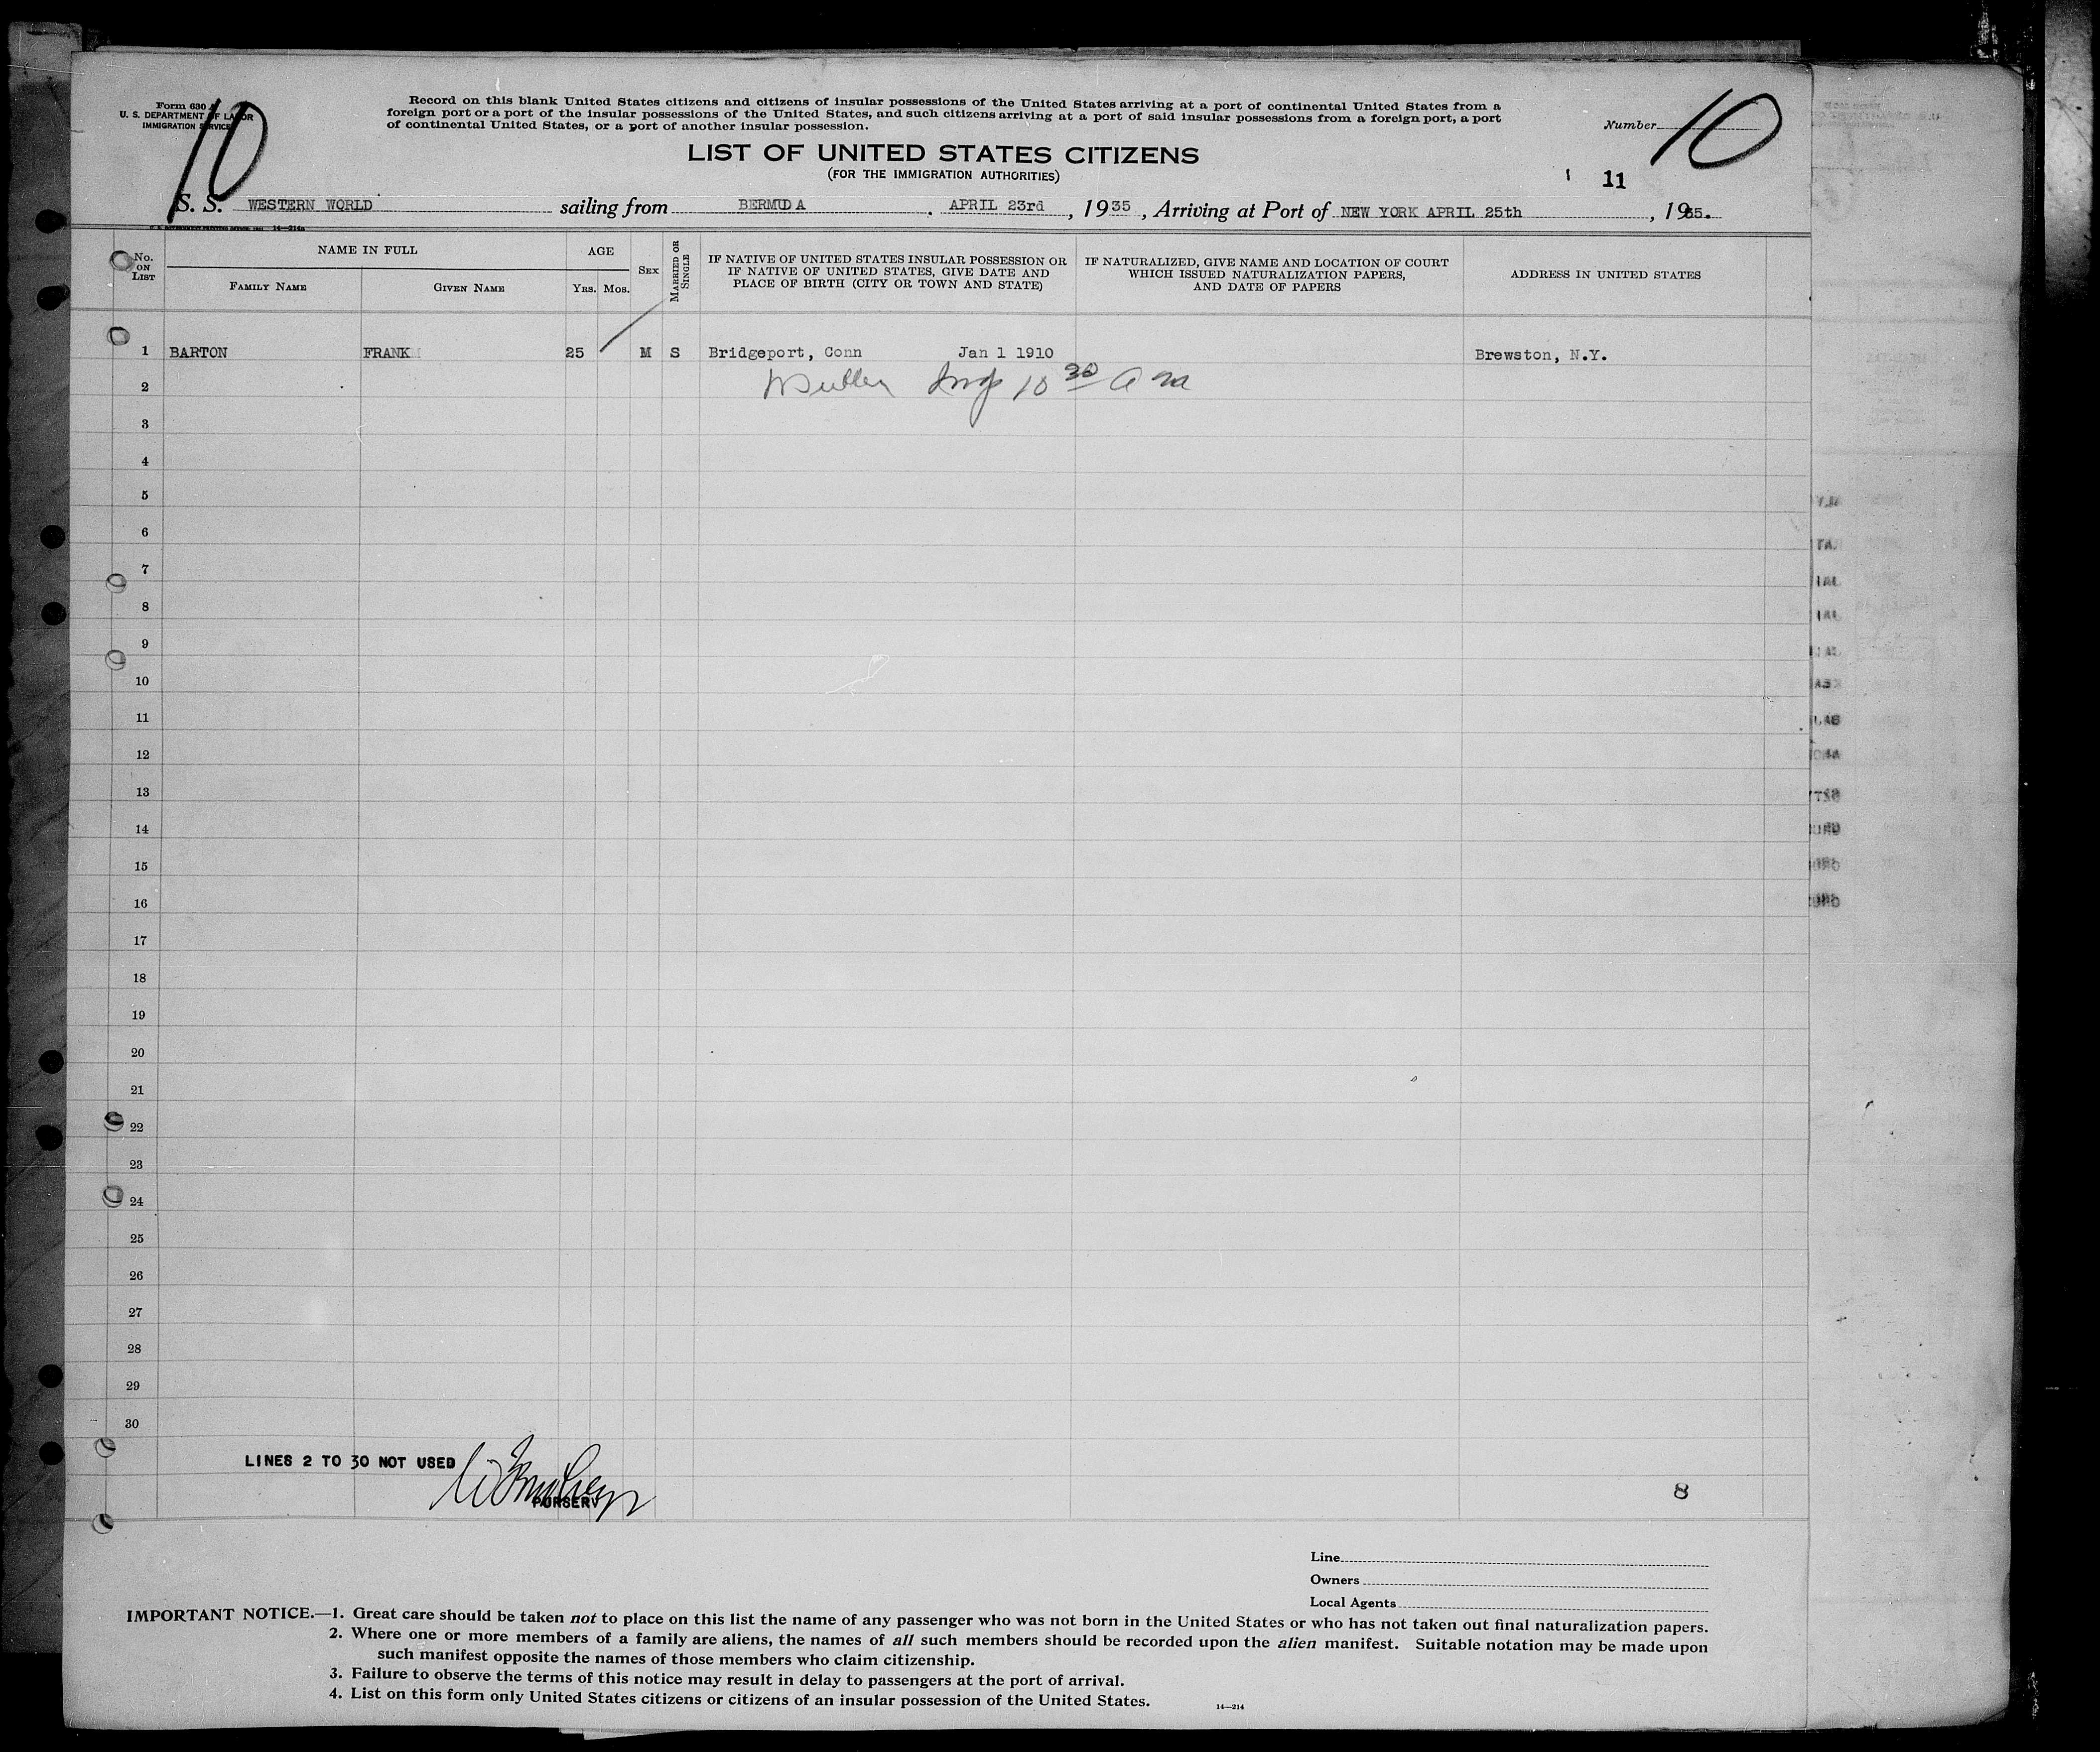 Form 630
U. S. DEPARTMENT OF LABOR
IMMIGRATION SERVICE
10
Record on this blank United States citizens and citizens of insular possessions of the United States arriving at a port of continental United States from a
foreign port or a port of the insular possessions of the United States, and such citizens arriving at a port of said insular possessions from a foreign port, a port
of continental United States, or a port of another insular possession.
Number 10
LIST OF UNITED STATES CITIZENS
(FOR THE IMMIGRATION AUTHORITIES)
11
S. S. WESTERN WORLD sailing from BERMUDA, APRIL 23rd, 1935, Arriving at Port of NEW YORK APRIL 25th, 1935.
No. ON LIST
NAME IN FULL
FAMILY NAME GIVEN NAME
AGE
YRS. MOS.
SEX
MARRIED OR SINGLE
IF NATIVE OF UNITED STATES INSULAR POSSESSION OR
IF NATIVE OF UNITED STATES, GIVE DATE AND
PLACE OF BIRTH (CITY OR TOWN AND STATE)
IF NATURALIZED, GIVE NAME AND LOCATION OF COURT
WHICH ISSUED NATURALIZATION PAPERS,
AND DATE OF PAPERS
ADDRESS IN UNITED STATES
1 BARTON FRANK 25 M S Bridgeport, Conn Jan 1 1910 Brewston, N.Y.
2 10 30 a m
3
4
5
6
7
8
9
10
11
12
13
14
15
16
17
18
19
20
21
22
23
24
25
26
27
28
29
30
LINES 2 TO 30 NOT USED
PURSER
8
Line
Owners
Local Agents
IMPORTANT NOTICE.—1. Great care should be taken not to place on this list the name of any passenger who was not born in the United States or who has not taken out final naturalization papers.
2. Where one or more members of a family are aliens, the names of all such members should be recorded upon the alien manifest. Suitable notation may be made upon
such manifest opposite the names of those members who claim citizenship.
3. Failure to observe the terms of this notice may result in delay to passengers at the port of arrival.
4. List on this form only United States citizens or citizens of an insular possession of the United States.
14—214